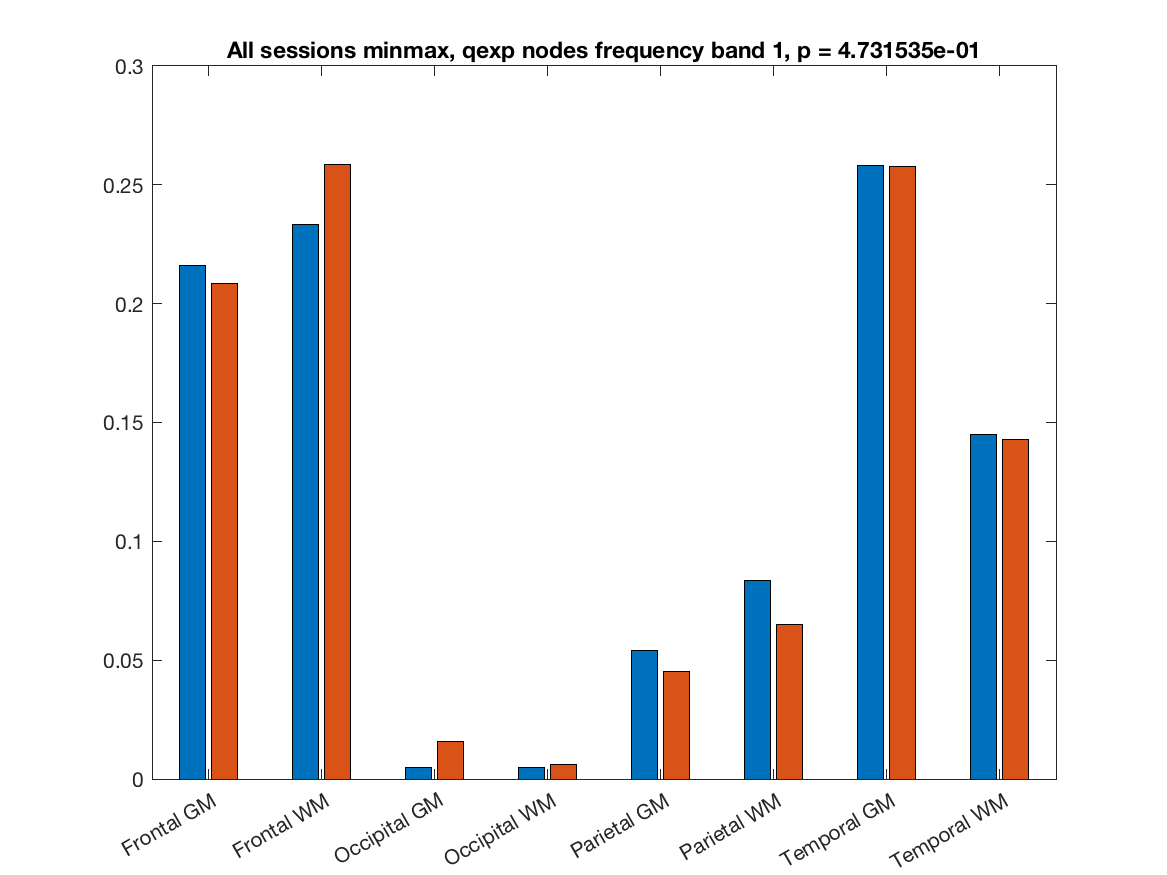 All sessions minmax, qexp nodes frequency band 1, p = 4.731535e-01
0.3
0.25
0.2
0.15
0.1
0.05
0
Frontal GM
Frontal WM
Occipital GM
Occipital WM
Parietal GM
Parietal WM
Temporal GM
Temporal WM